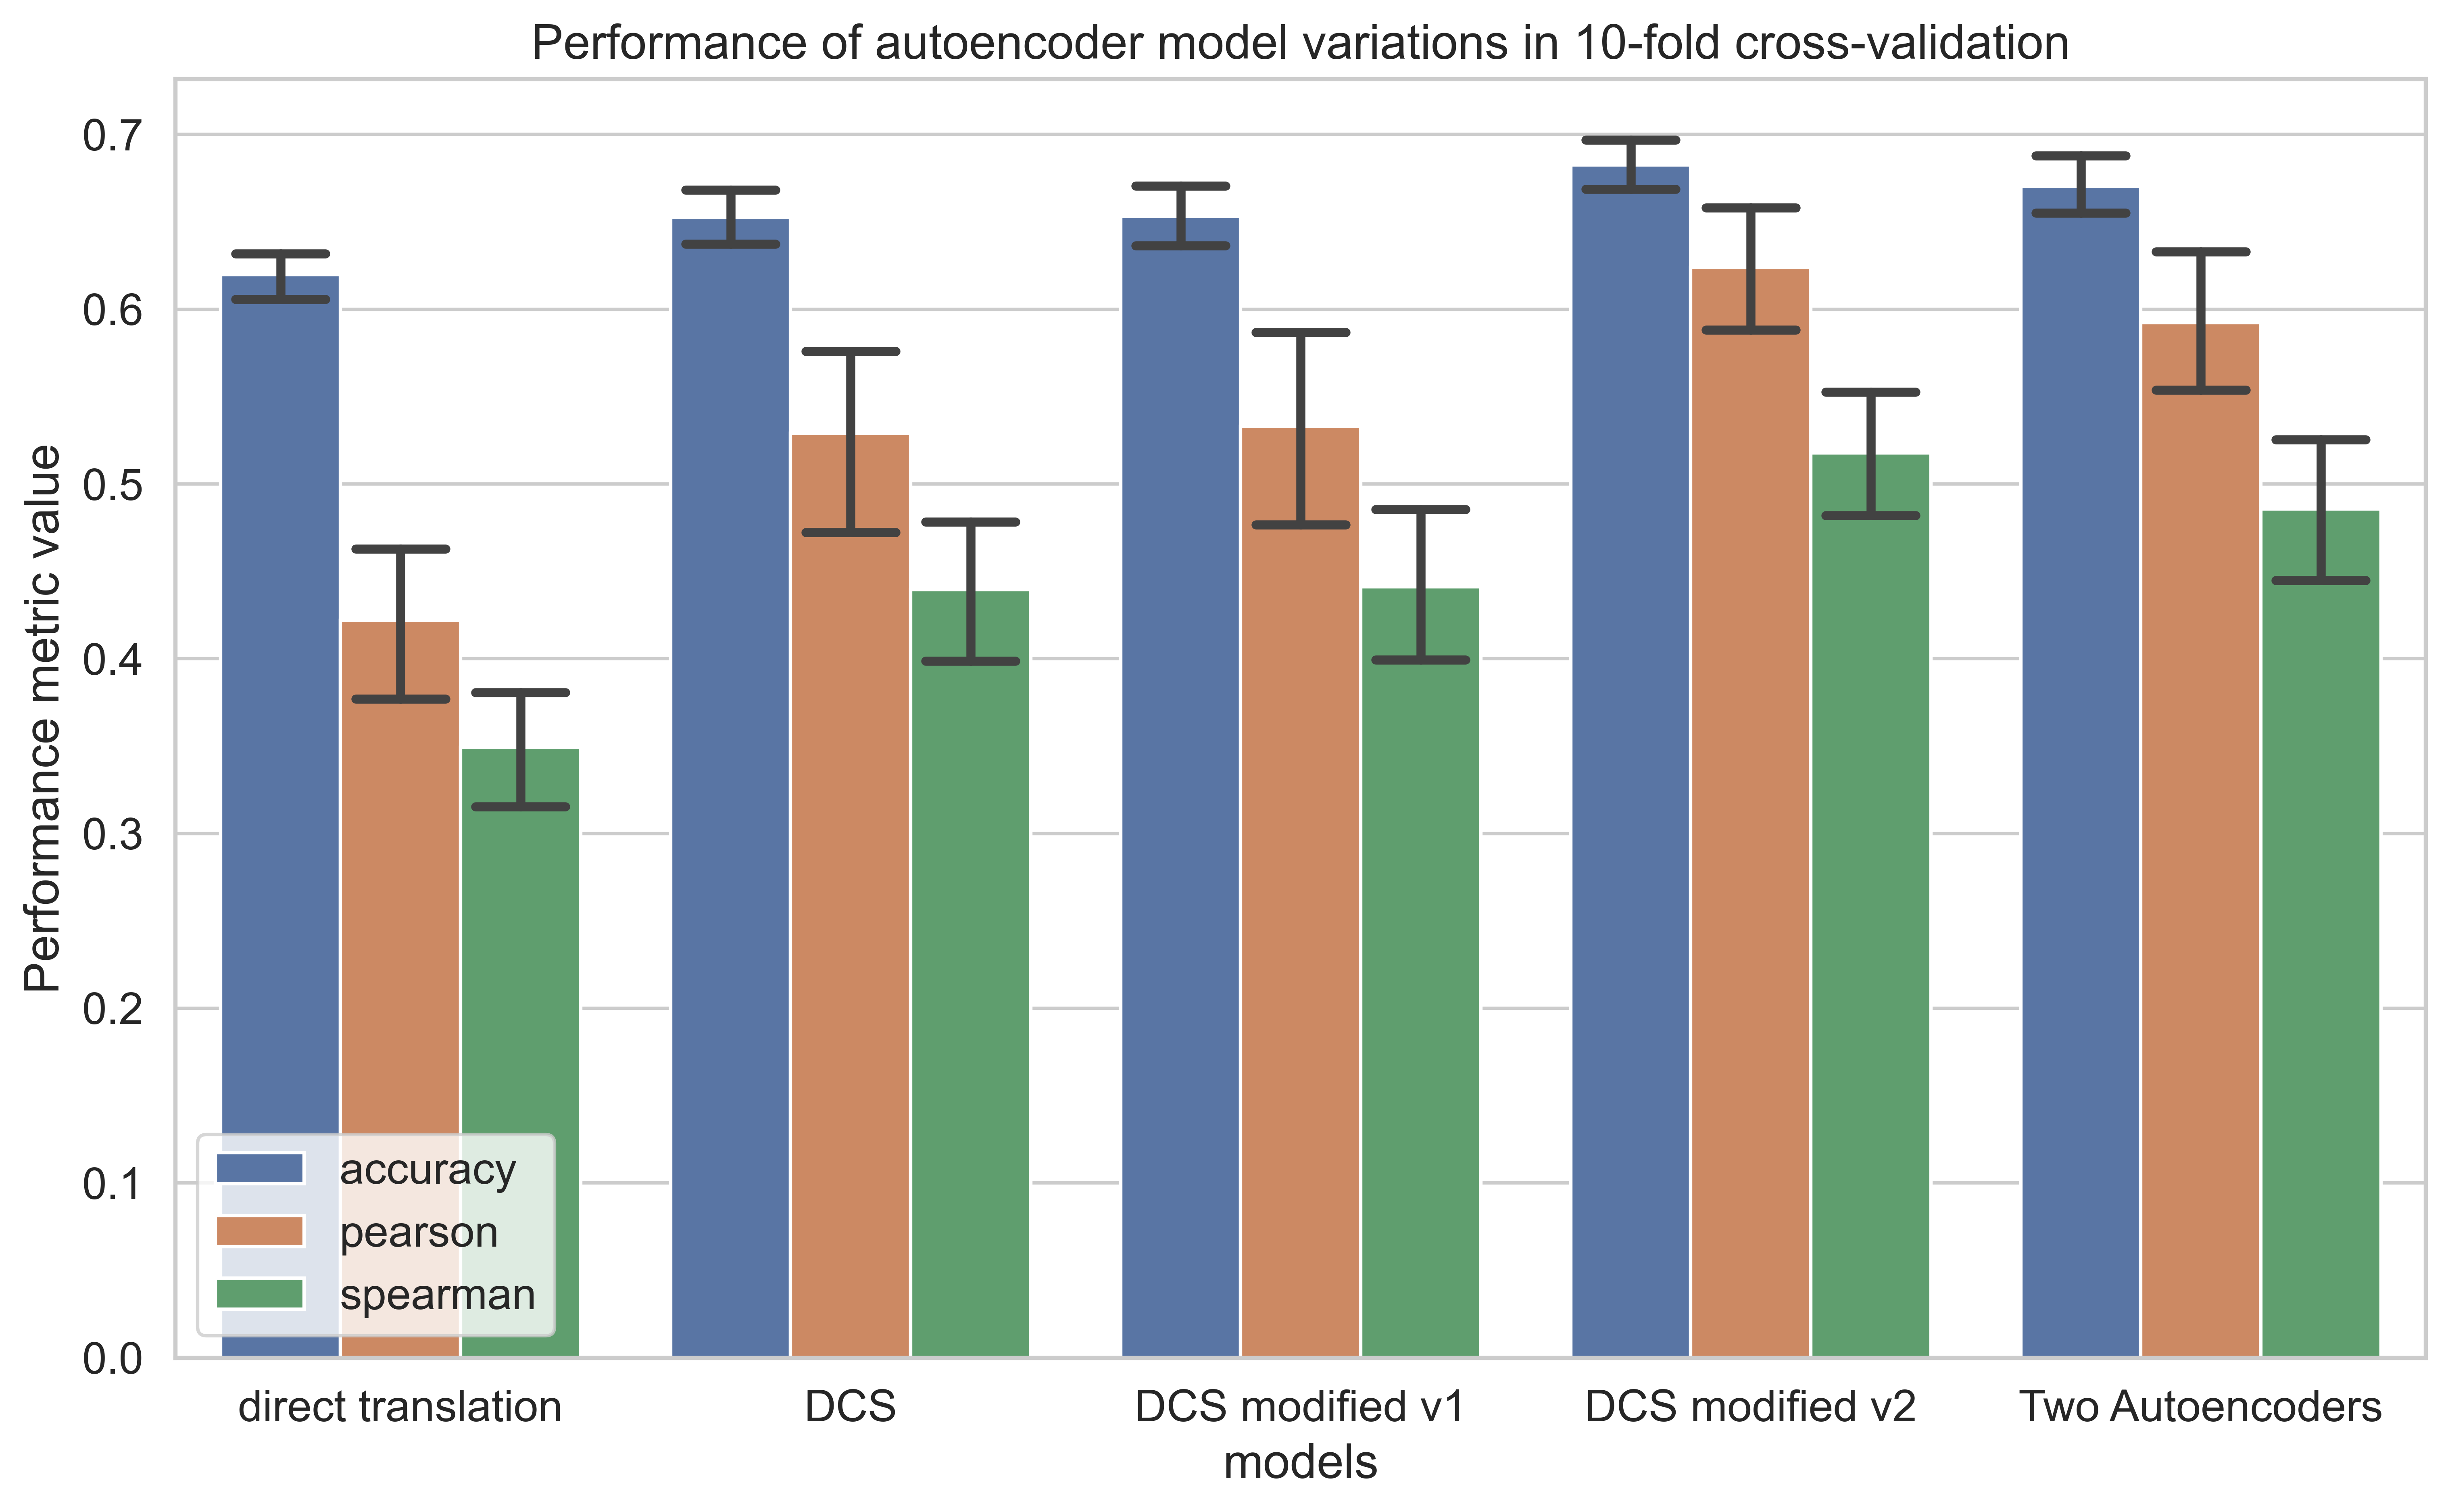 Performance of autoencoder model variations in 10-fold cross-validation
Performance metric value
0.7
0.6
0.5
0.4
0.3
0.2
0.1
0.0
accuracy
pearson
spearman
direct translation
DCS
DCS modified v1
DCS modified v2
Two Autoencoders
models